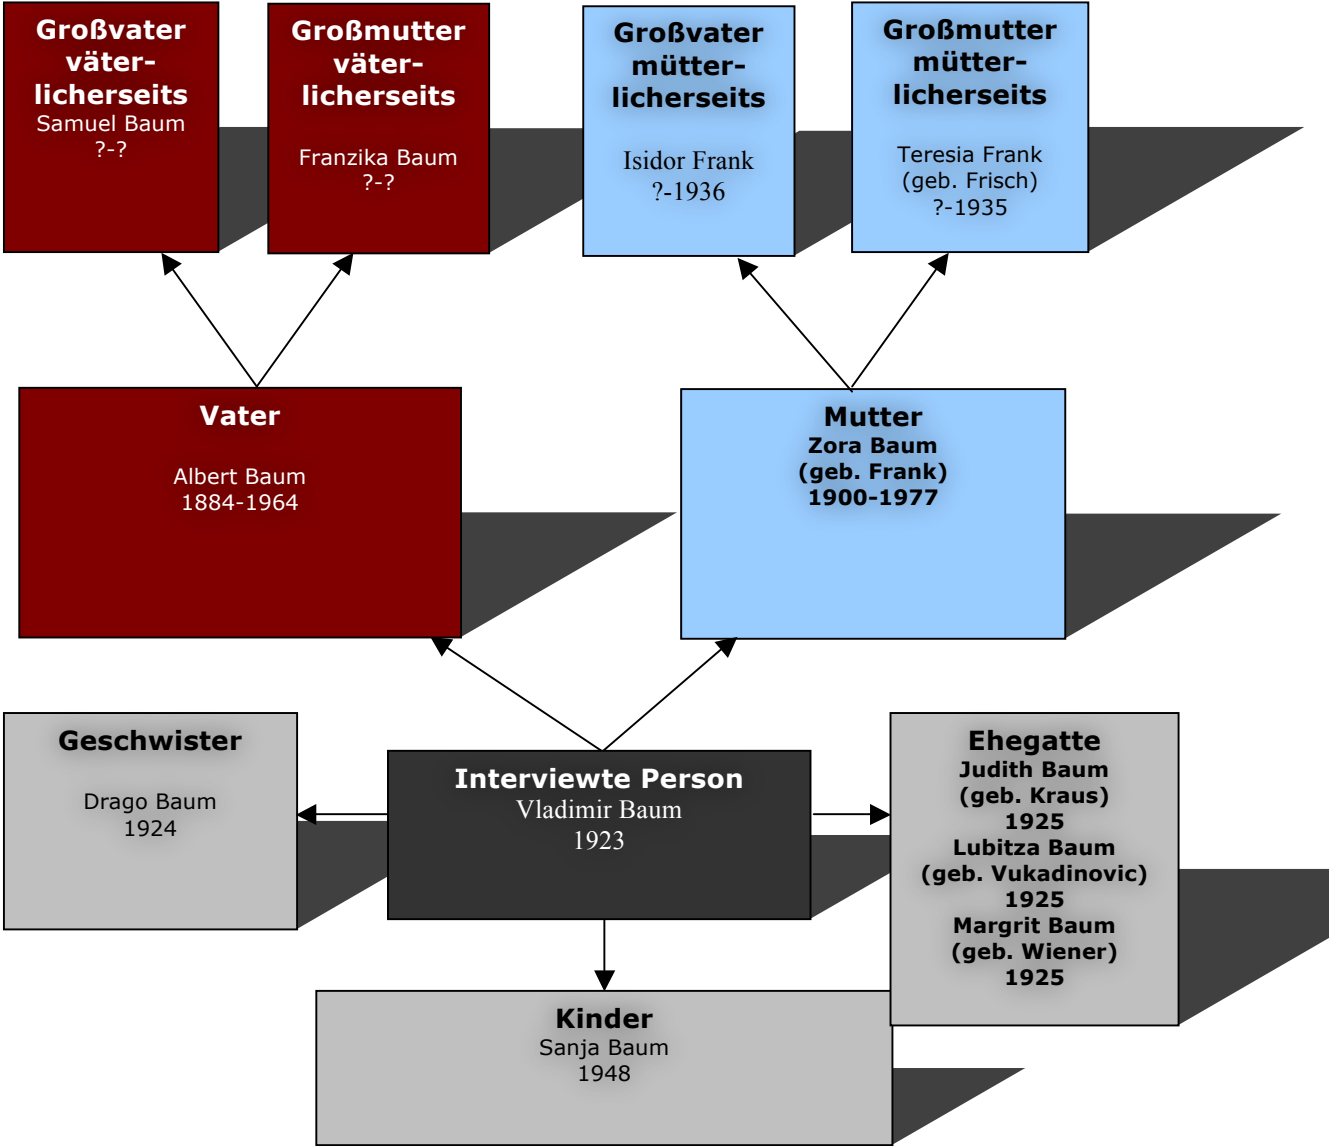 Großvater
väter-
licherseits
Samuel Baum
?-?
Großmutter
väter-
licherseits
Franzika Baum
?-?
Großvater
mütter-
licherseits
Isidor Frank
?-1936
Großmutter
mütter-
licherseits
Teresia Frank
(geb. Frisch)
?-1935
Vater
Albert Baum
1884-1964
Mutter
Zora Baum
(geb. Frank)
1900-1977
Geschwister
Drago Baum
1924
Interviewte Person
Vladimir Baum
1923
Ehegatte
Judith Baum
(geb. Kraus)
1925
Lubitza Baum
(geb. Vukadinovic)
1925
Margrit Baum
(geb. Wiener)
1925
Kinder
Sanja Baum
1948